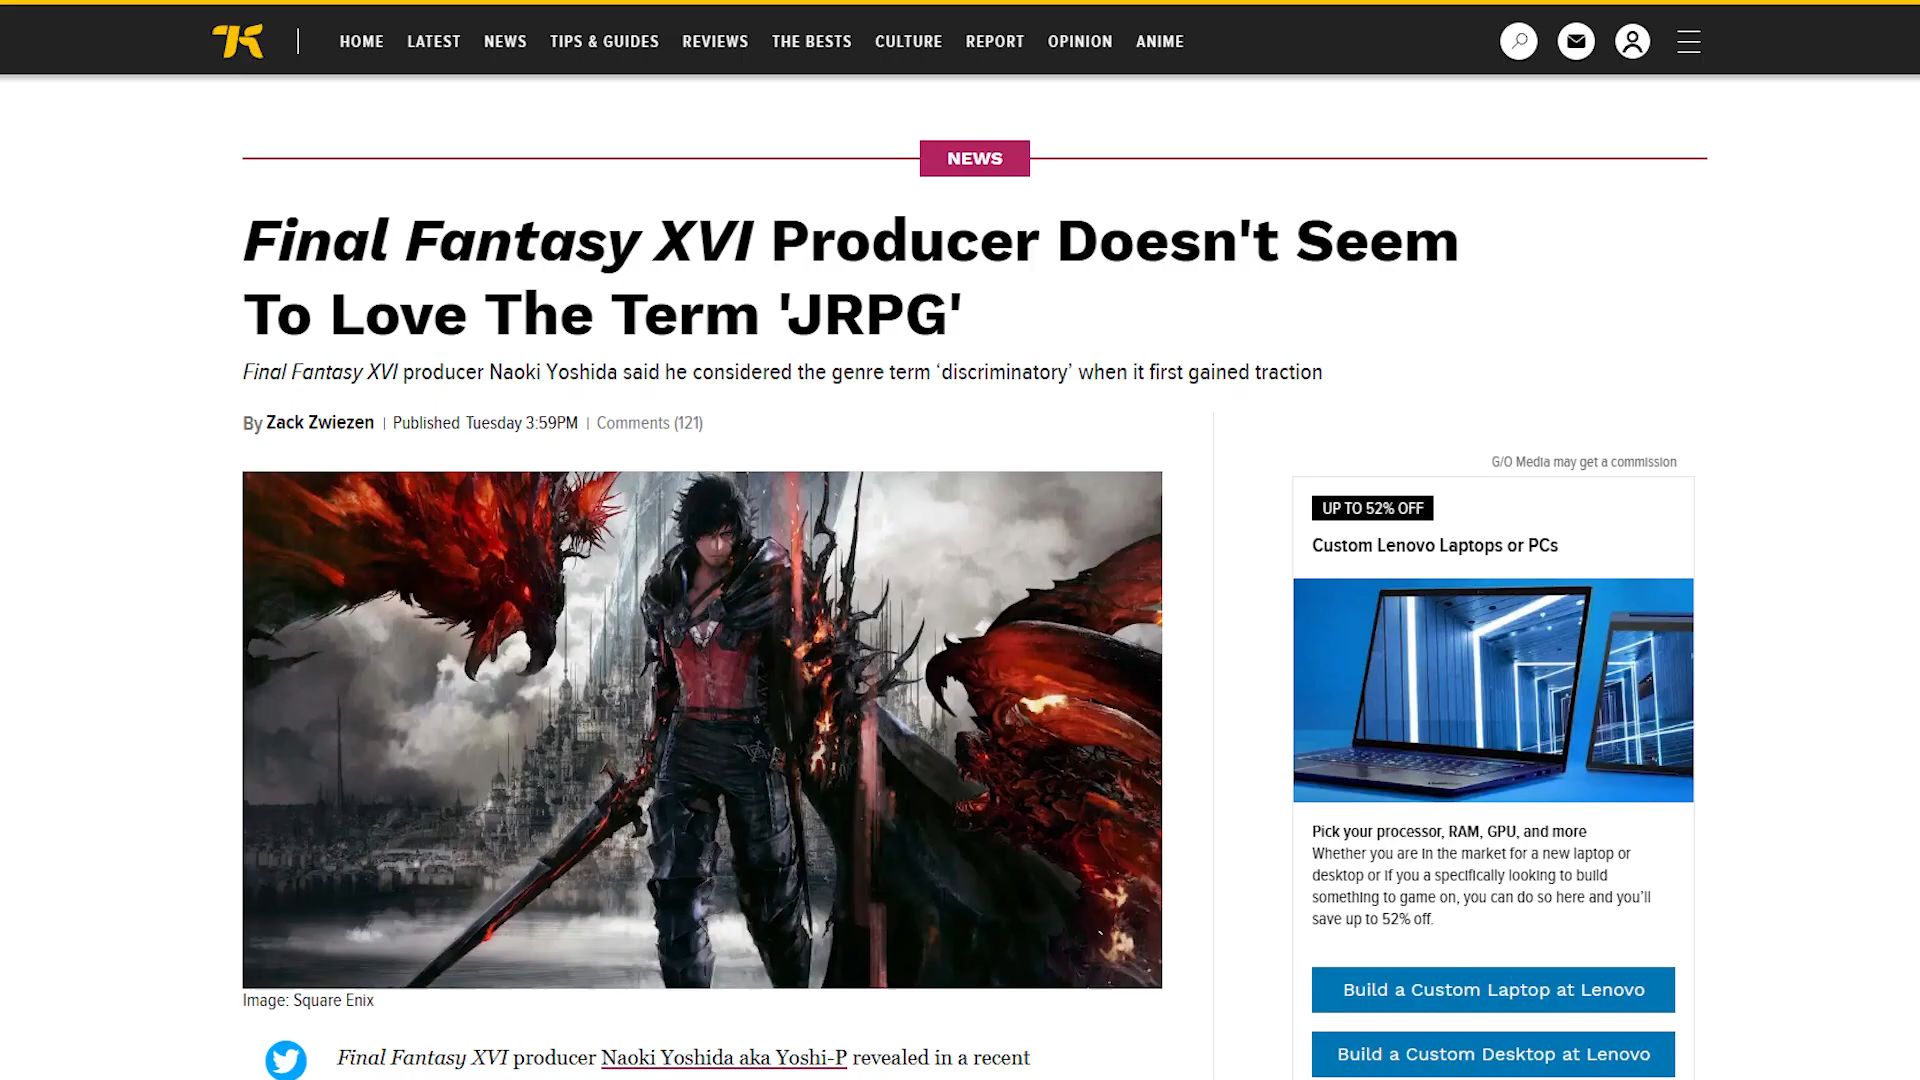 HOME LATEST NEWS TIPS & GUIDES REVIEWS THE BESTS CULTURE REPORT OPINION ANIME
NEWS
Final Fantasy XVI Producer Doesn't Seem
To Love The Term 'JRPG'
Final Fantasy XVI producer Naoki Yoshida said he considered the genre term ‘discriminatory’ when it first gained traction
By Zack Zwiezen | Published Tuesday 3:59PM | Comments (121)
Image: Square Enix
Final Fantasy XVI producer Naoki Yoshida aka Yoshi-P revealed in a recent
G/O Media may get a commission
UP TO 52% OFF
Custom Lenovo Laptops or PCs
Pick your processor, RAM, GPU, and more
Whether you are in the market for a new laptop or
desktop or if you a specifically looking to build
something to game on, you can do so here and you’ll
save up to 52% off.
Build a Custom Laptop at Lenovo
Build a Custom Desktop at Lenovo